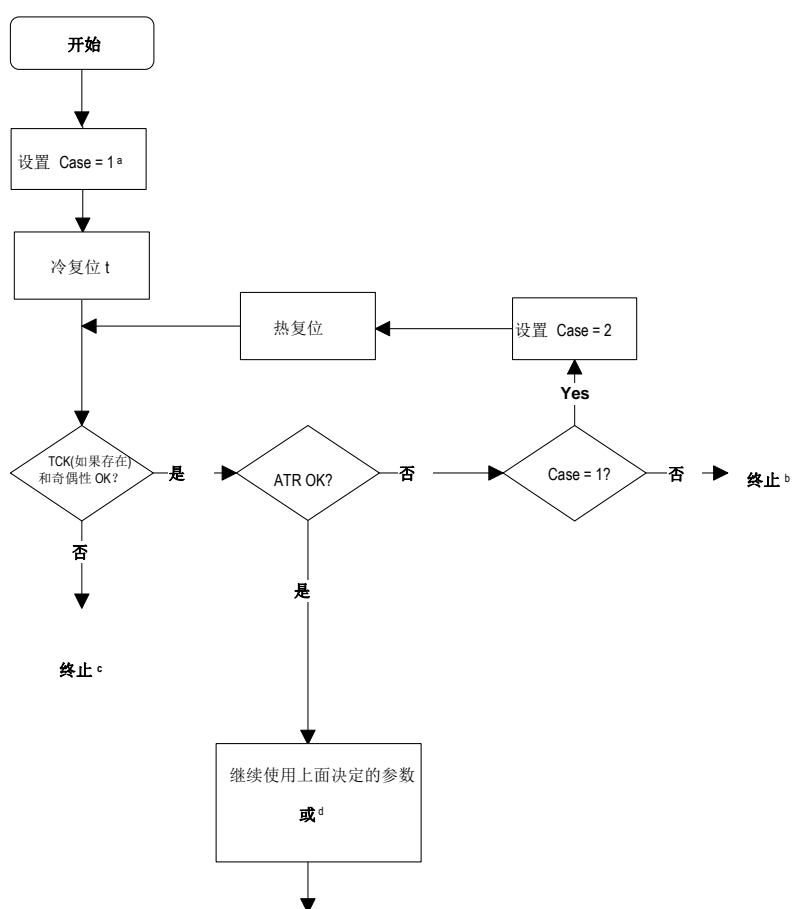 开始
设置 Case = 1 a
冷复位 t
热复位
设置 Case = 2
Yes
TCK(如果存在)
和奇偶性 OK?
是
ATR OK?
否
Case = 1?
否
终止 b
否
是
终止 c
继续使用上面决定的参数
或 d